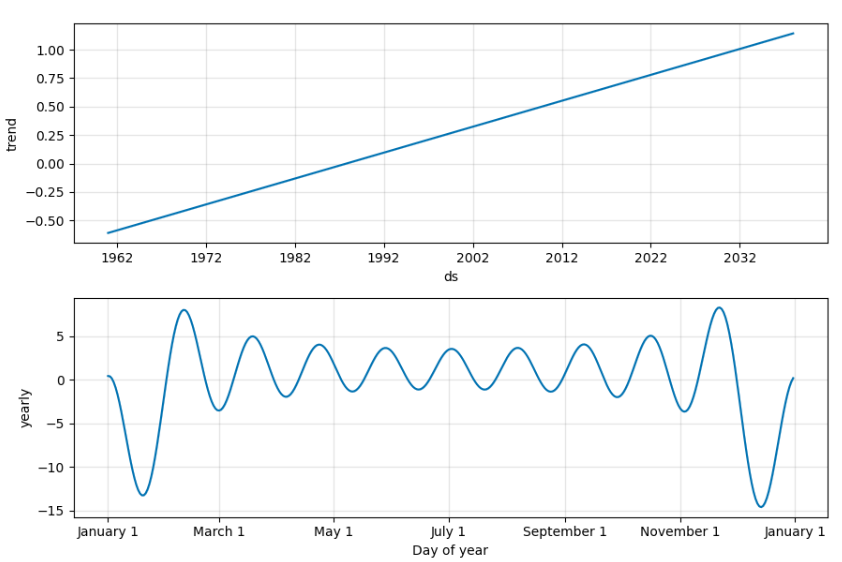 1.00
0.75
0.50
0.25
0.00
−0.25
−0.50
trend
1962 1972 1982 1992 2002 2012 2022 2032
ds
5
0
−5
−10
−15
yearly
January 1 March 1 May 1 July 1 September 1 November 1 January 1
Day of year